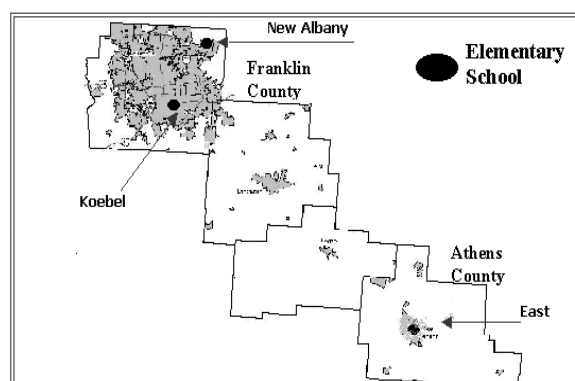 New Albany
Elementary
School
Franklin
County
Koebel
Athens
County
East